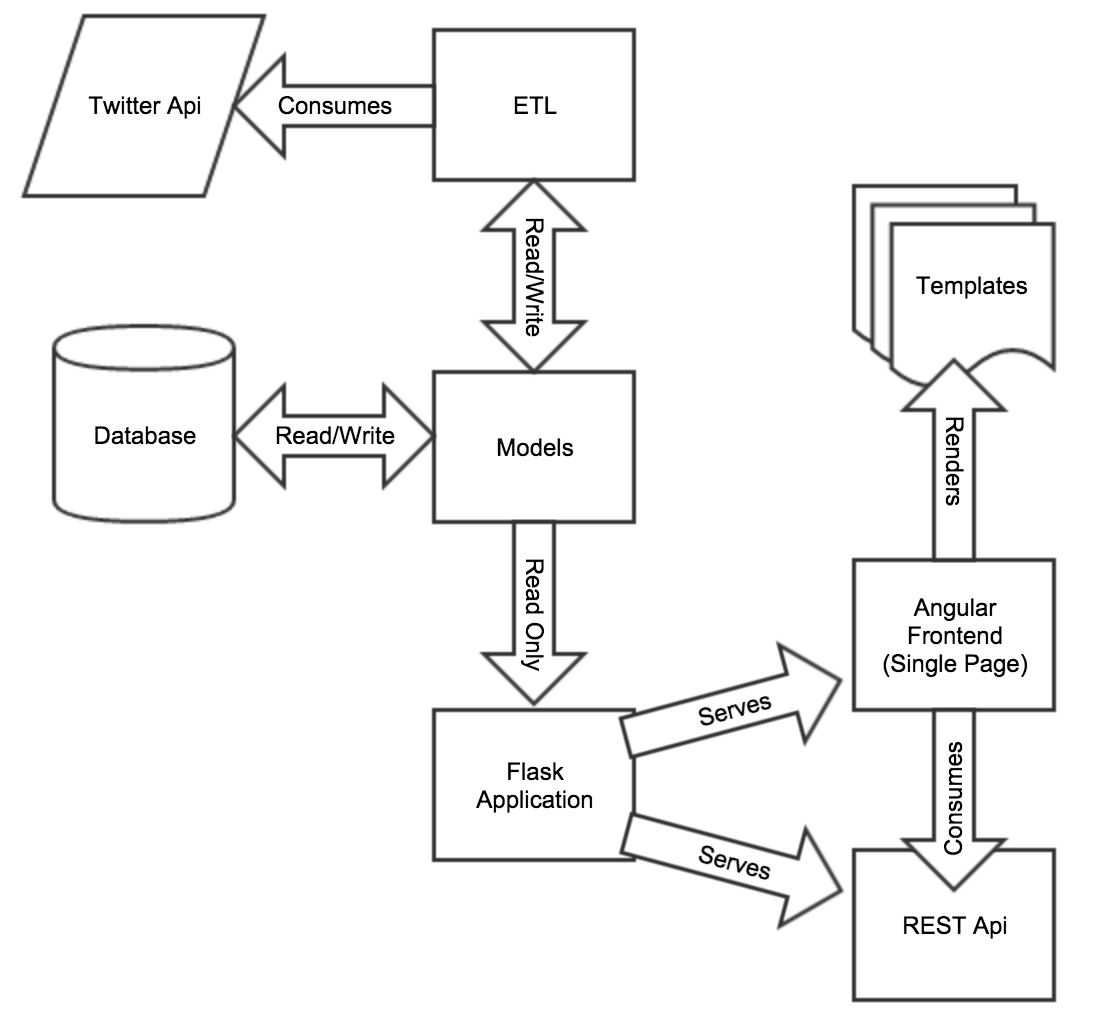 Twitter Api
Consumes
ETL
Read/Write
Templates
Database
Read/Write
Models
Renders
Read Only
Angular
Frontend
(Single Page)
Serves
Flask
Application
Consumes
Serves
REST Api